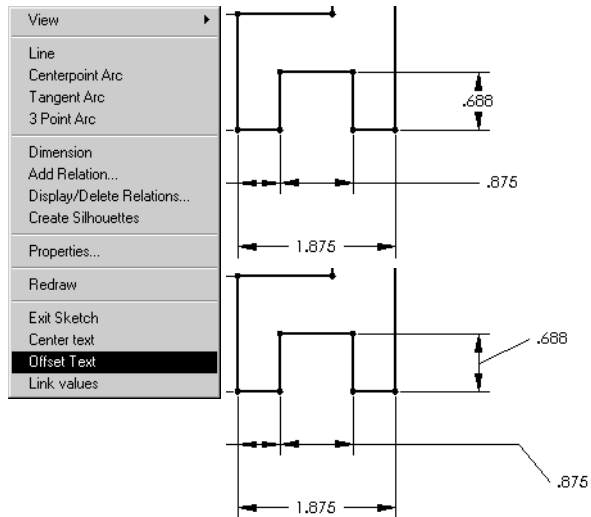 View
Line
Centerpoint Arc
Tangent Arc
3 Point Arc
Dimension
Add Relation...
Display/Delete Relations...
Create Silhouettes
Properties...
Redraw
Exit Sketch
Center text
Offset Text
Link values
.688
.875
1.875
.688
.875
1.875